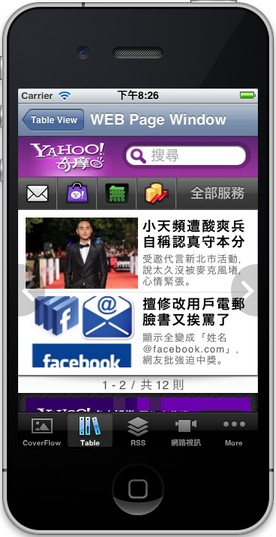 Carrier 下午8:26
Table View WEB Page Window
YAHOO!
奇摩 搜尋
全部服務
小天頻遭酸爽兵
自稱認真守本分
受邀代言新北市活動,
說太久沒被麥克風堵,
心情緊張。
擅修改用戶電郵
臉書又挨罵了
顯示全變成「姓名
@facebook.com」,
網友批強迫中獎。
facebook
1 - 2 / 共 12 則
CoverFlow Table RSS 網路視訊 More